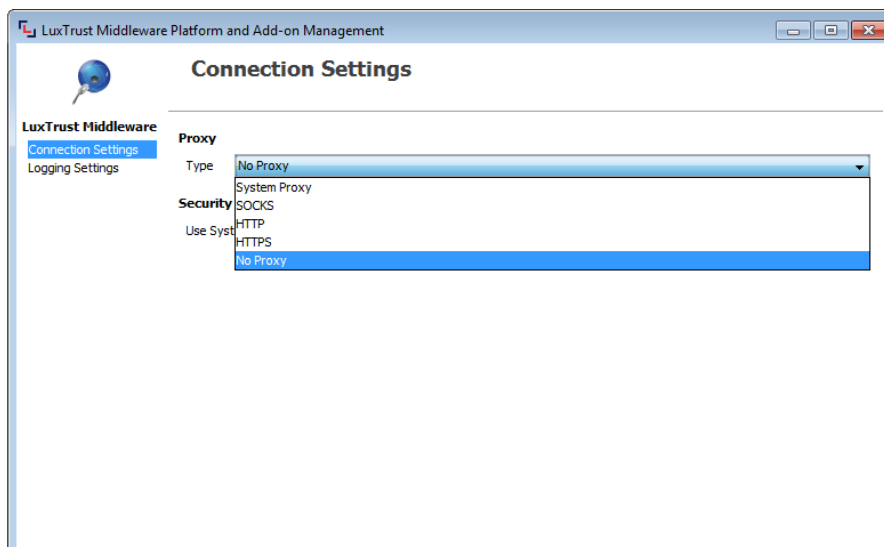 LuxTrust Middleware Platform and Add-on Management
Connection Settings
LuxTrust Middleware
Connection Settings
Logging Settings
Proxy
Type No Proxy
System Proxy
SOCKS
HTTP
HTTPS
No Proxy
Security
Use Syst